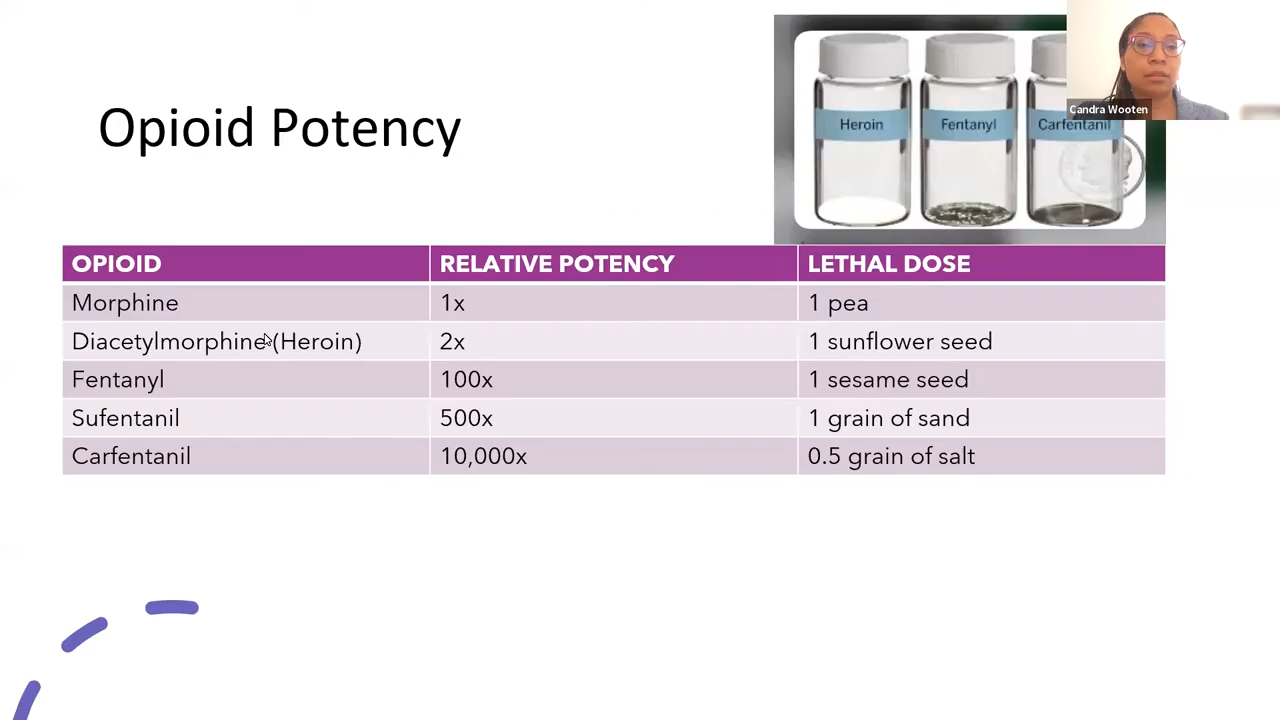 Opioid Potency
Heroin
Fentanyl
Carfentanil
Candra Wooten
OPIOID RELATIVE POTENCY LETHAL DOSE
Morphine 1x 1 pea
Diacetylmorphine (Heroin) 2x 1 sunflower seed
Fentanyl 100x 1 sesame seed
Sufentanil 500x 1 grain of sand
Carfentanil 10,000x 0.5 grain of salt